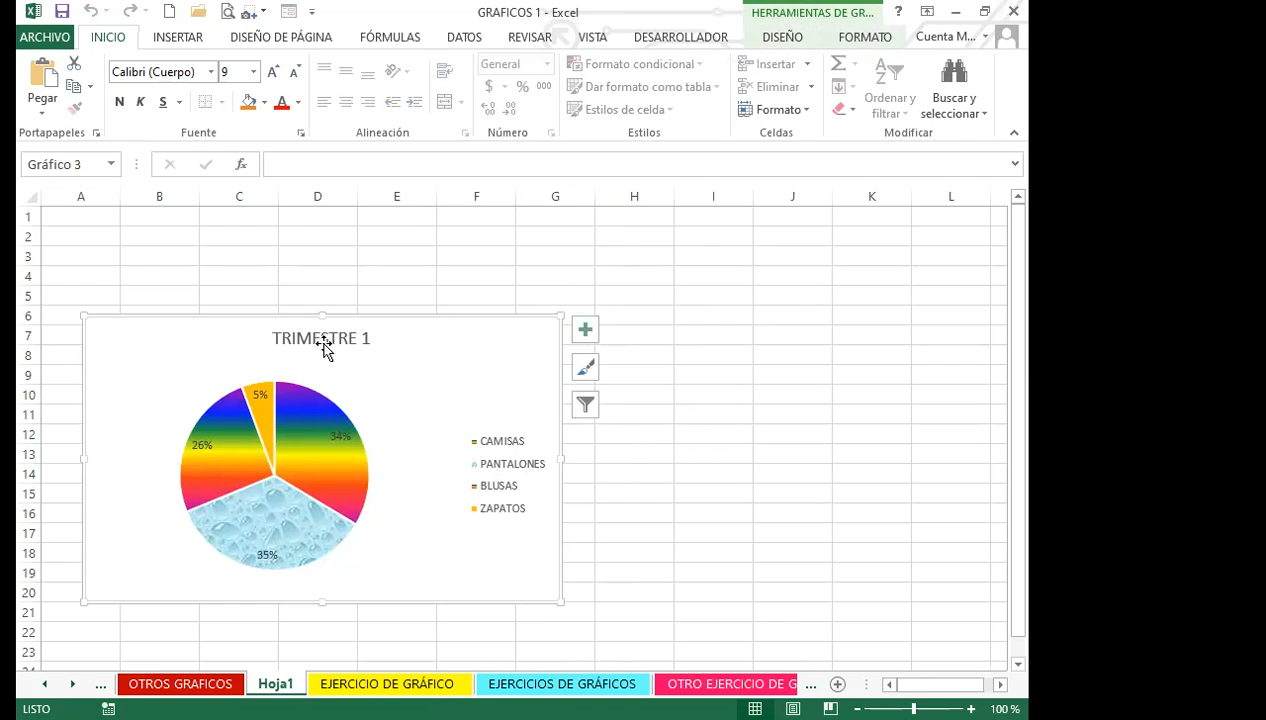 GRAFICOS 1 - Excel
HERRAMIENTAS DE GR...
?
ARCHIVO INICIO INSERTAR DISEÑO DE PÁGINA FÓRMULAS DATOS REVISAR VISTA DESARROLLADOR DISEÑO FORMATO Cuenta M...
Pegar
Calibri (Cuerpo) 9
N K S
General
$ % 000
Formato condicional
Dar formato como tabla
Estilos de celda
Insertar
Eliminar
Formato
Ordenar y filtrar
Buscar y seleccionar
Portapapeles Fuente Alineación Número Estilos Celdas Modificar
Gráfico 3
fx
A B C D E F G H I J K L
1
2
3
4
5
6
7
8
9
10
11
12
13
14
15
16
17
18
19
20
21
22
23
TRIMESTRE 1
5%
34%
26%
35%
CAMISAS
PANTALONES
BLUSAS
ZAPATOS
... OTROS GRAFICOS Hoja1 EJERCICIO DE GRÁFICO EJERCICIOS DE GRÁFICOS OTRO EJERCICIO DE G ...
LISTO
100 %